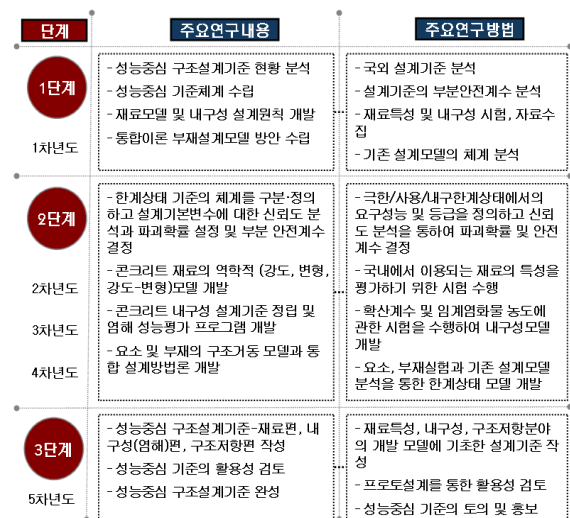 단계
주요연구내용
주요연구방법
1단계
1차년도
- 성능중심 구조설계기준 현황 분석
- 성능중심 기준체계 수립
- 재료모델 및 내구성 설계원칙 개발
- 통합이론 부재설계모델 방안 수립
- 국외 설계기준 분석
- 설계기준의 부분안전계수 분석
- 재료특성 및 내구성 시험, 자료수
집
- 기존 설계모델의 체계 분석
2단계
2차년도
3차년도
4차년도
- 한계상태 기준의 체계를 구분·정의
하고 설계기본변수에 대한 신뢰도 분
석과 파괴확률 설정 및 부분 안전계수
결정
- 콘크리트 재료의 역학적 (강도, 변형,
강도-변형)모델 개발
- 콘크리트 내구성 설계기준 정립 및
염해 성능평가 프로그램 개발
- 요소 및 부재의 구조거동 모델과 통
합 설계방법론 개발
- 극한/사용/내구한계상태에서의
요구성능 및 등급을 정의하고 신뢰
도 분석을 통하여 파괴확률 및 안전
계수 결정
- 국내에서 이용되는 재료의 특성을
평가하기 위한 시험 수행
- 확산계수 및 임계염화물 농도에
관한 시험을 수행하여 내구성모델
개발
- 요소, 부재실험과 기존 설계모델
분석을 통한 한계상태 모델 개발
3단계
5차년도
- 성능중심 구조설계기준-재료편, 내
구성(염해)편, 구조저항편 작성
- 성능중심 기준의 활용성 검토
- 성능중심 구조설계기준 완성
- 재료특성, 내구성, 구조저항분야
의 개발 모델에 기초한 설계기준 작
성
- 프로토설계를 통한 활용성 검토
- 성능중심 기준의 토의 및 홍보